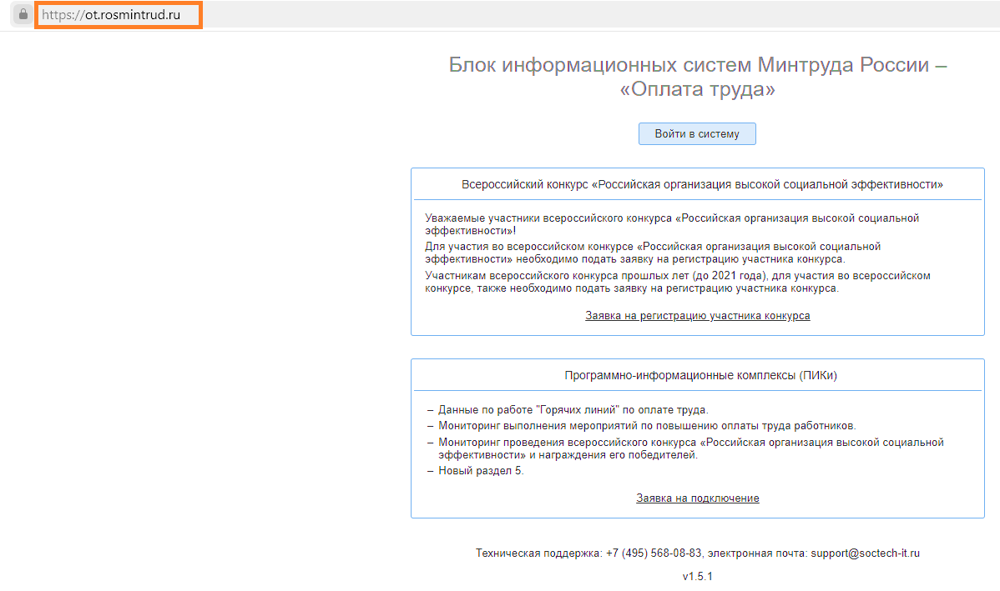 https://ot.rosmintrud.ru
Блок информационных систем Минтруда России –
«Оплата труда»
Войти в систему
Всероссийский конкурс «Российская организация высокой социальной эффективности»
Уважаемые участники всероссийского конкурса «Российская организация высокой социальной
эффективности»!
Для участия во всероссийском конкурсе «Российская организация высокой социальной
эффективности» необходимо подать заявку на регистрацию участника конкурса.
Участникам всероссийского конкурса прошлых лет (до 2021 года), для участия во всероссийском
конкурсе, также необходимо подать заявку на регистрацию участника конкурса.
Заявка на регистрацию участника конкурса
Программно-информационные комплексы (ПИКи)
– Данные по работе "Горячих линий" по оплате труда.
– Мониторинг выполнения мероприятий по повышению оплаты труда работников.
– Мониторинг проведения всероссийского конкурса «Российская организация высокой социальной
эффективности» и награждения его победителей.
– Новый раздел 5.
Заявка на подключение
Техническая поддержка: +7 (495) 568-08-83, электронная почта: support@soctech-it.ru
v1.5.1